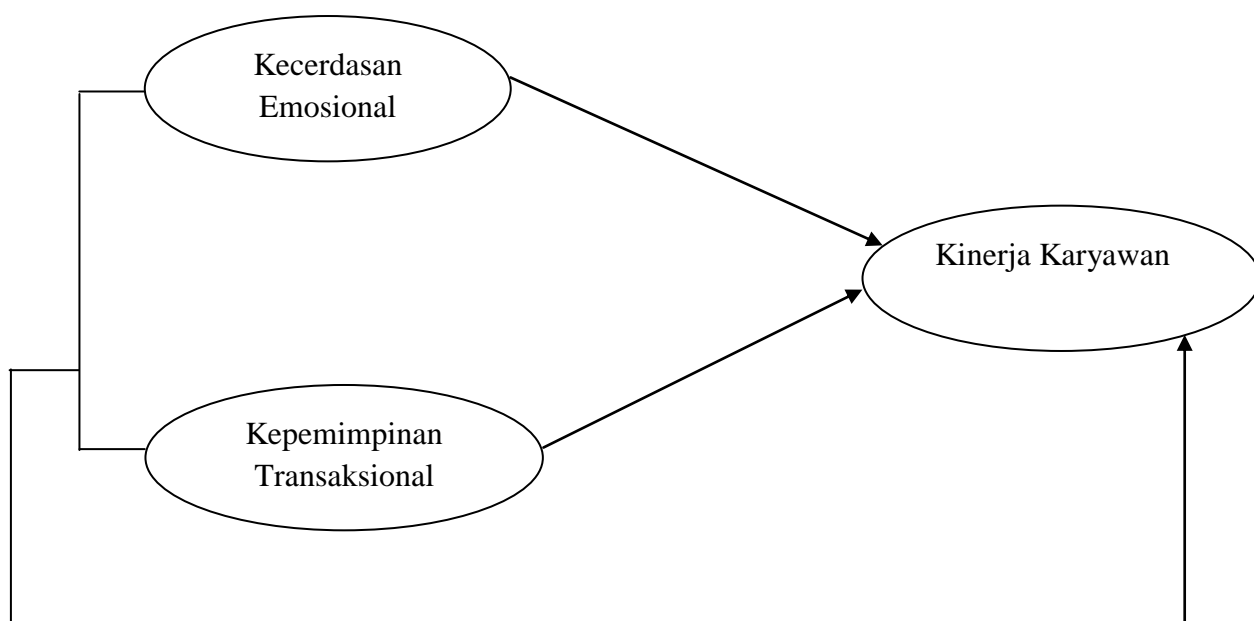 Kecerdasan
Emosional
Kinerja Karyawan
Kepemimpinan
Transaksional